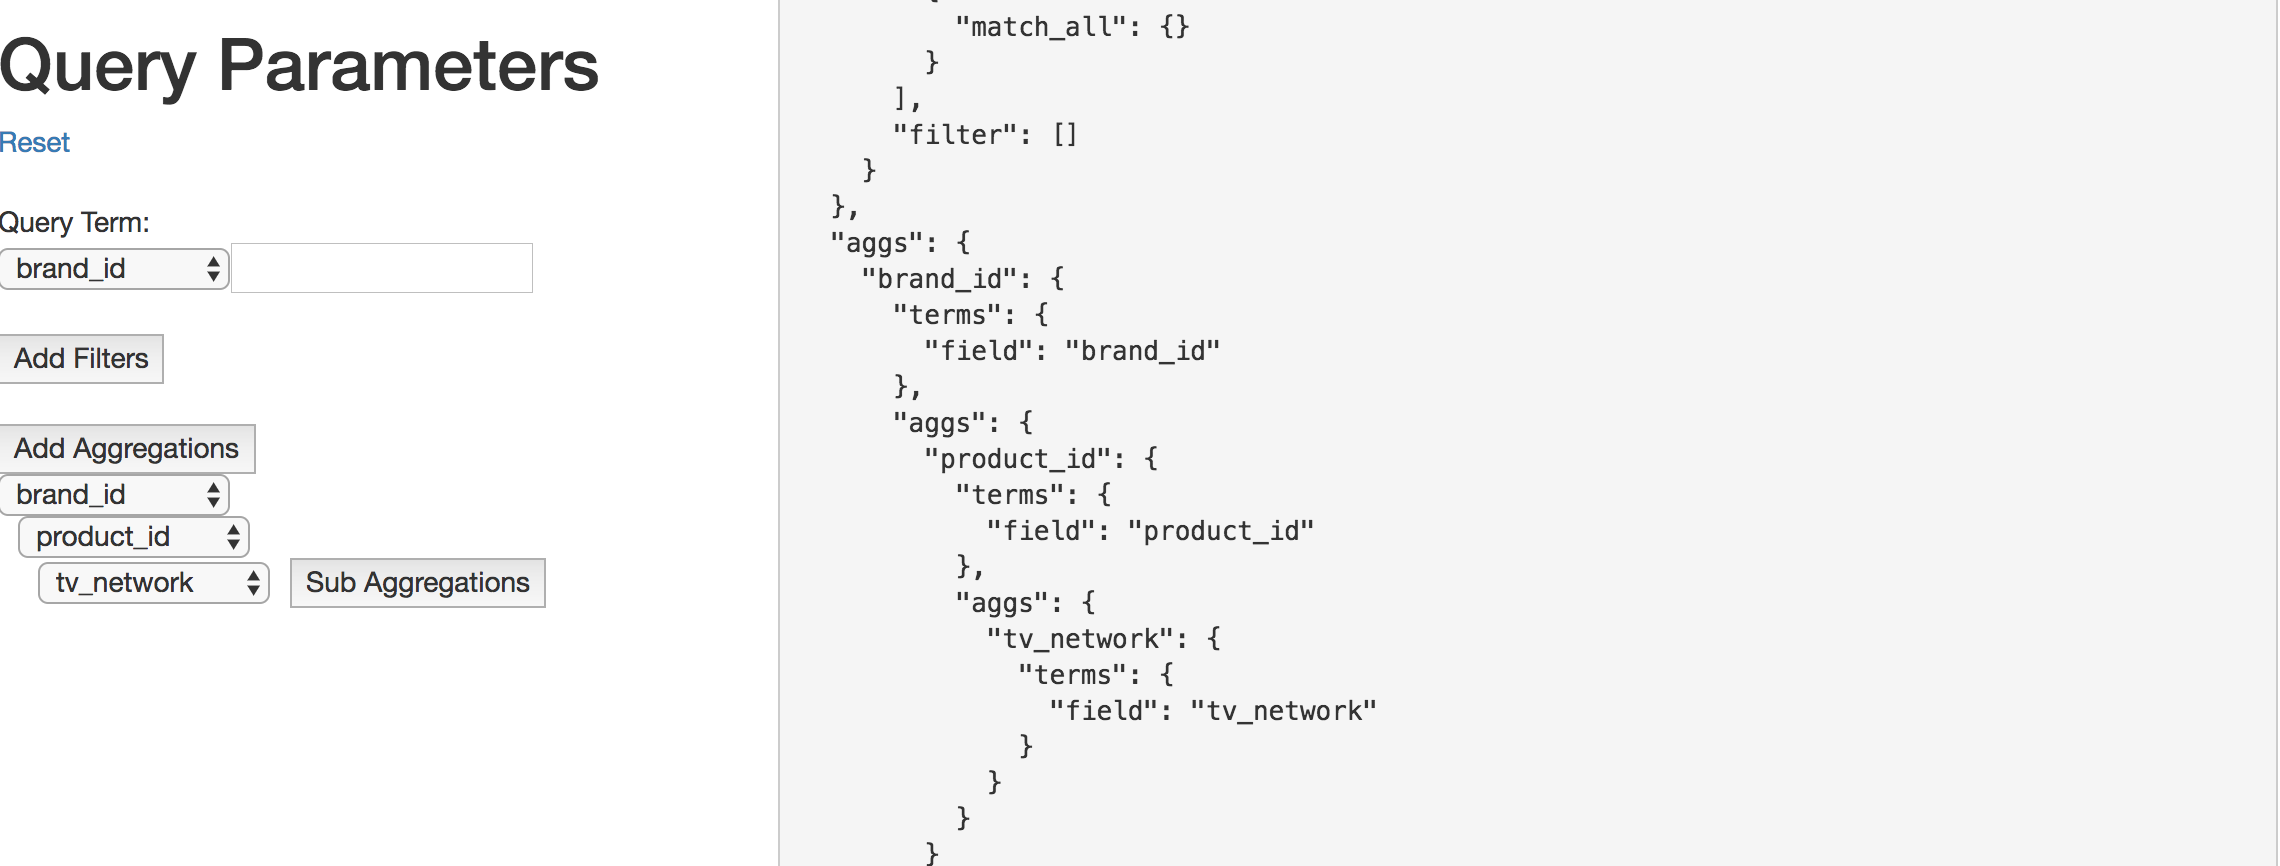 Query Parameters
Reset
Query Term:
brand_id
Add Filters
Add Aggregations
brand_id
product_id
tv_network
Sub Aggregations
"match_all": {}
}
],
"filter": []
}
},
"aggs": {
"brand_id": {
"terms": {
"field": "brand_id"
},
"aggs": {
"product_id": {
"terms": {
"field": "product_id"
},
"aggs": {
"tv_network": {
"terms": {
"field": "tv_network"
}
}
}
}